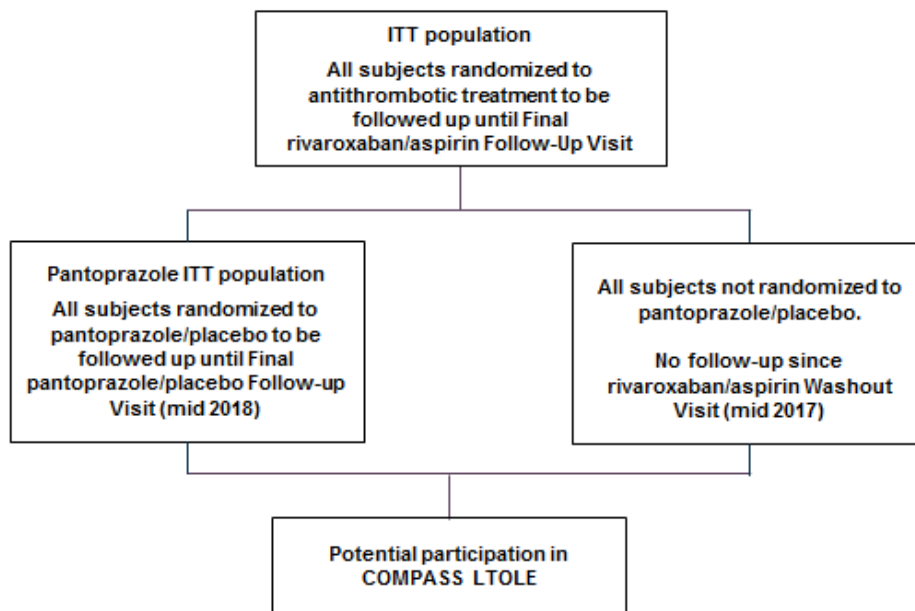 ITT population
All subjects randomized to
antithrombotic treatment to be
followed up until Final
rivaroxaban/aspirin Follow-Up Visit
Pantoprazole ITT population
All subjects randomized to
pantoprazole/placebo to be
followed up until Final
pantoprazole/placebo Follow-up
Visit (mid 2018)
All subjects not randomized to
pantoprazole/placebo.
No follow-up since
rivaroxaban/aspirin Washout
Visit (mid 2017)
Potential participation in
COMPASS LTOLE